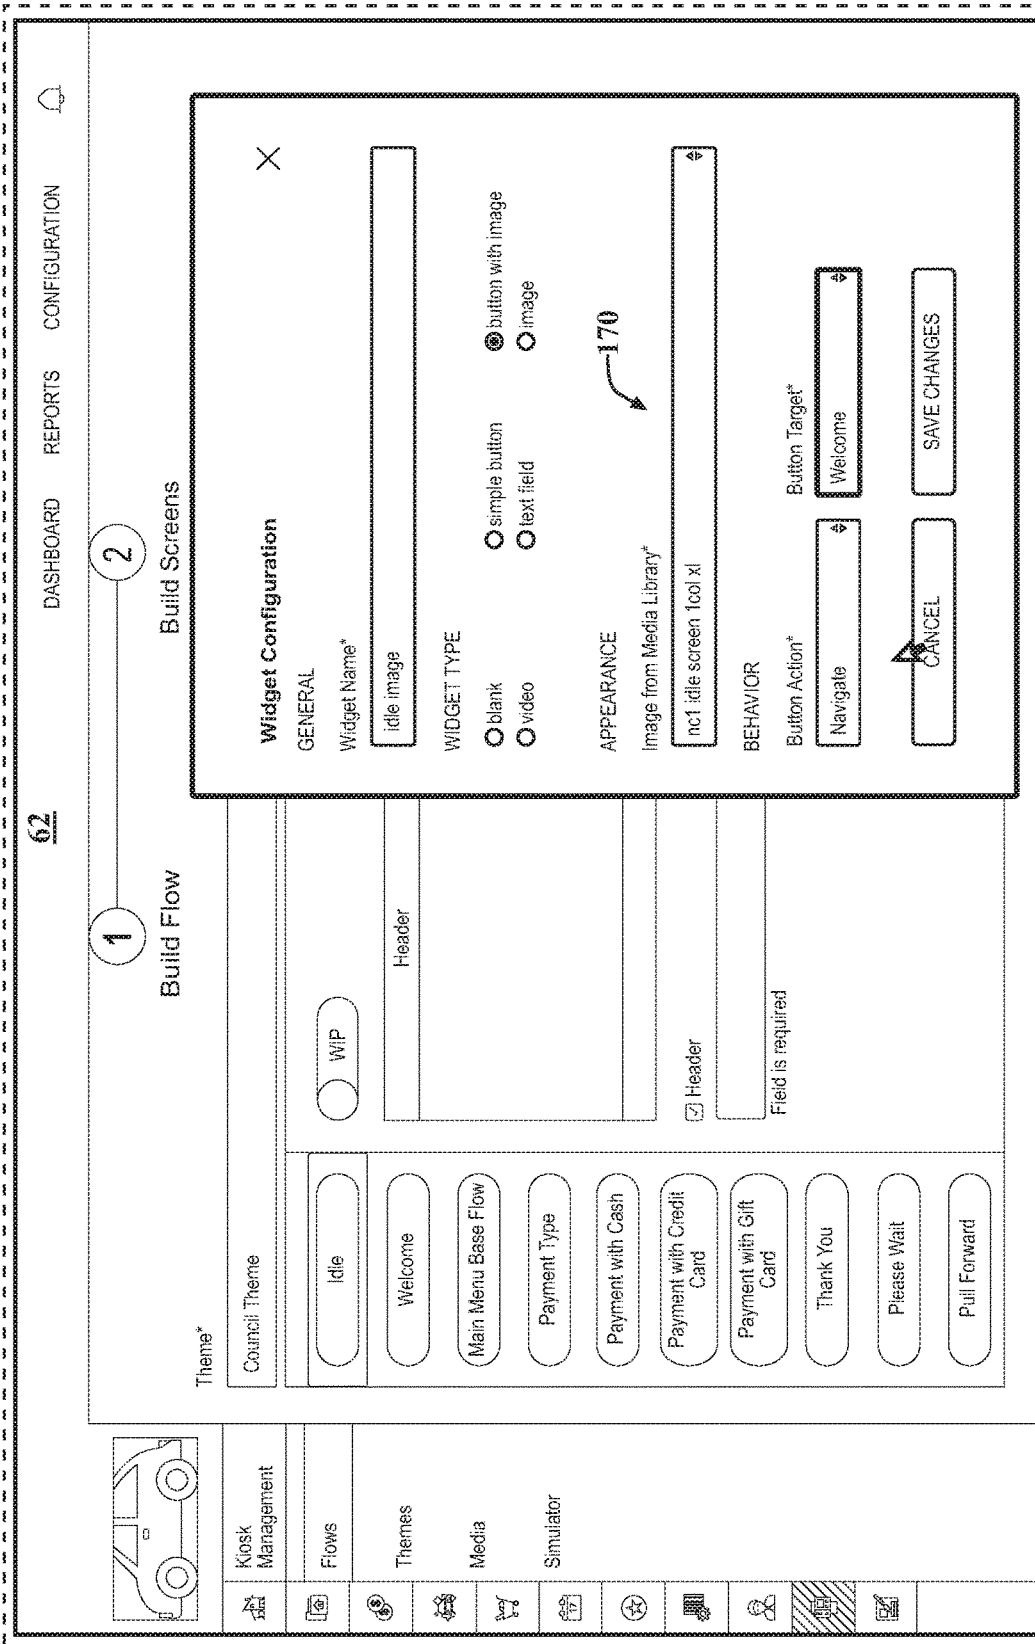 62
DASHBOARD REPORTS CONFIGURATION
1
2
Build Flow
Build Screens
Kiosk
Management
Flows
Themes
Media
Simulator
17
Theme*
Council Theme
Idle
Welcome
Main Menu Base Flow
Payment Type
Payment with Cash
Payment with Credit
Card
Payment with Gift
Card
Thank You
Please Wait
Pull Forward
WIP
Header
Header
Field is required
Widget Configuration
GENERAL
Widget Name*
idle image
WIDGET TYPE
blank simple button button with image
video text field image
170
APPEARANCE
Image from Media Library*
nc1 idle screen 1col xl
BEHAVIOR
Button Action* Button Target*
Navigate Welcome
CANCEL SAVE CHANGES